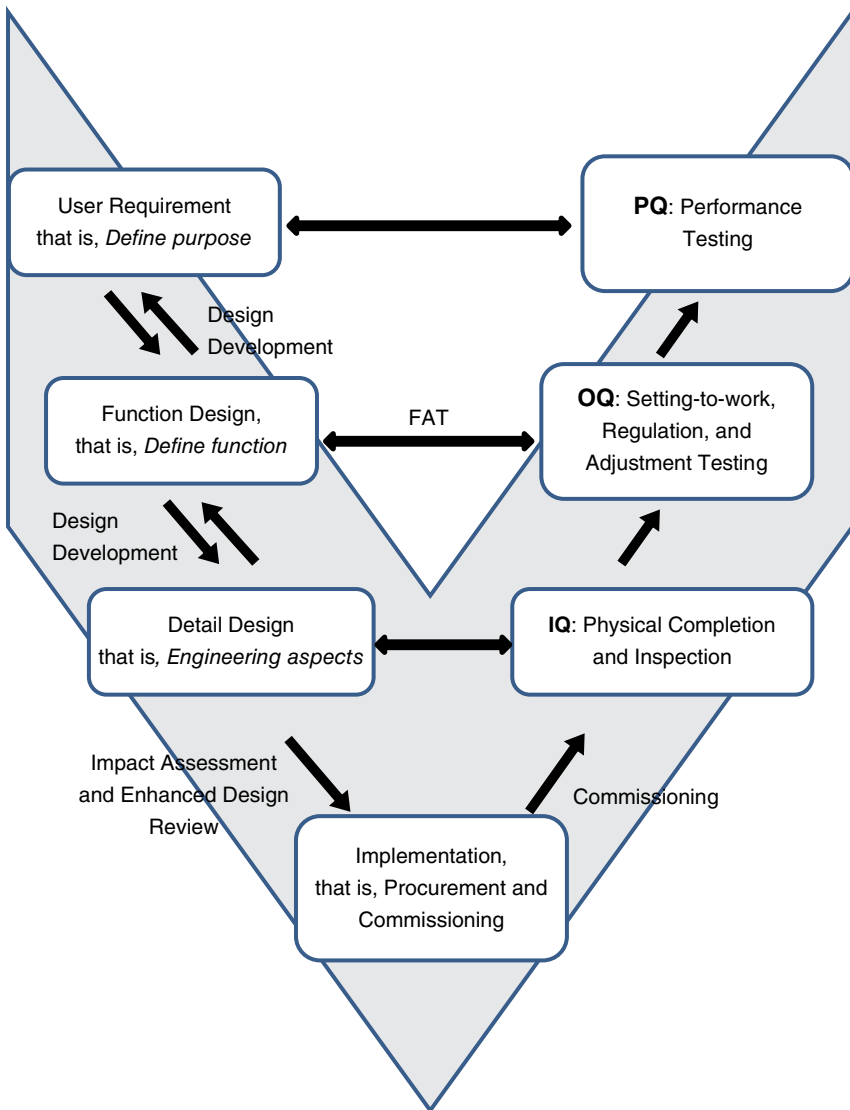 User Requirement
that is, Define purpose
PQ: Performance
Testing
Design
Development
Function Design,
that is, Define function
FAT
OQ: Setting-to-work,
Regulation, and
Adjustment Testing
Design
Development
Detail Design
that is, Engineering aspects
IQ: Physical Completion
and Inspection
Impact Assessment
and Enhanced Design
Review
Commissioning
Implementation,
that is, Procurement and
Commissioning